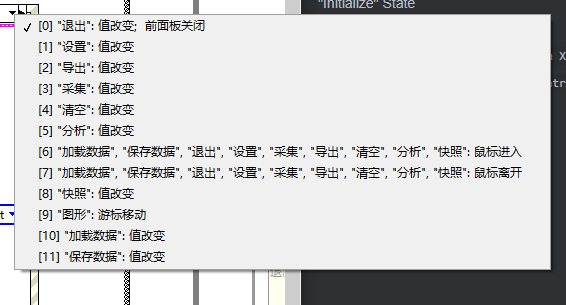 "Initialize" State
✓ [0] "退出": 值改变; 前面板关闭
[1] "设置": 值改变
[2] "导出": 值改变
[3] "采集": 值改变
[4] "清空": 值改变
[5] "分析": 值改变
[6] "加载数据", "保存数据", "退出", "设置", "采集", "导出", "清空", "分析", "快照": 鼠标进入
[7] "加载数据", "保存数据", "退出", "设置", "采集", "导出", "清空", "分析", "快照": 鼠标离开
[8] "快照": 值改变
[9] "图形": 游标移动
[10] "加载数据": 值改变
[11] "保存数据": 值改变